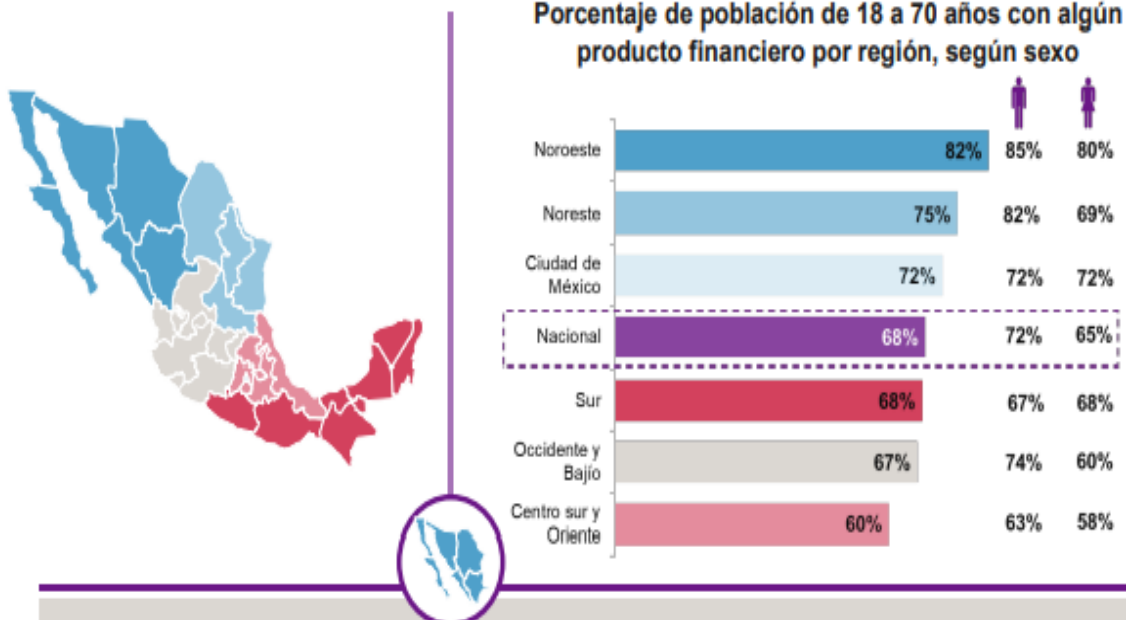 Porcentaje de población de 18 a 70 años con algún
producto financiero por región, según sexo
Noroeste 82% 85% 80%
Noreste 75% 82% 69%
Ciudad de
México 72% 72% 72%
Nacional 68% 72% 65%
Sur 68% 67% 68%
Occidente y
Bajío 67% 74% 60%
Centro sur y
Oriente 60% 63% 58%